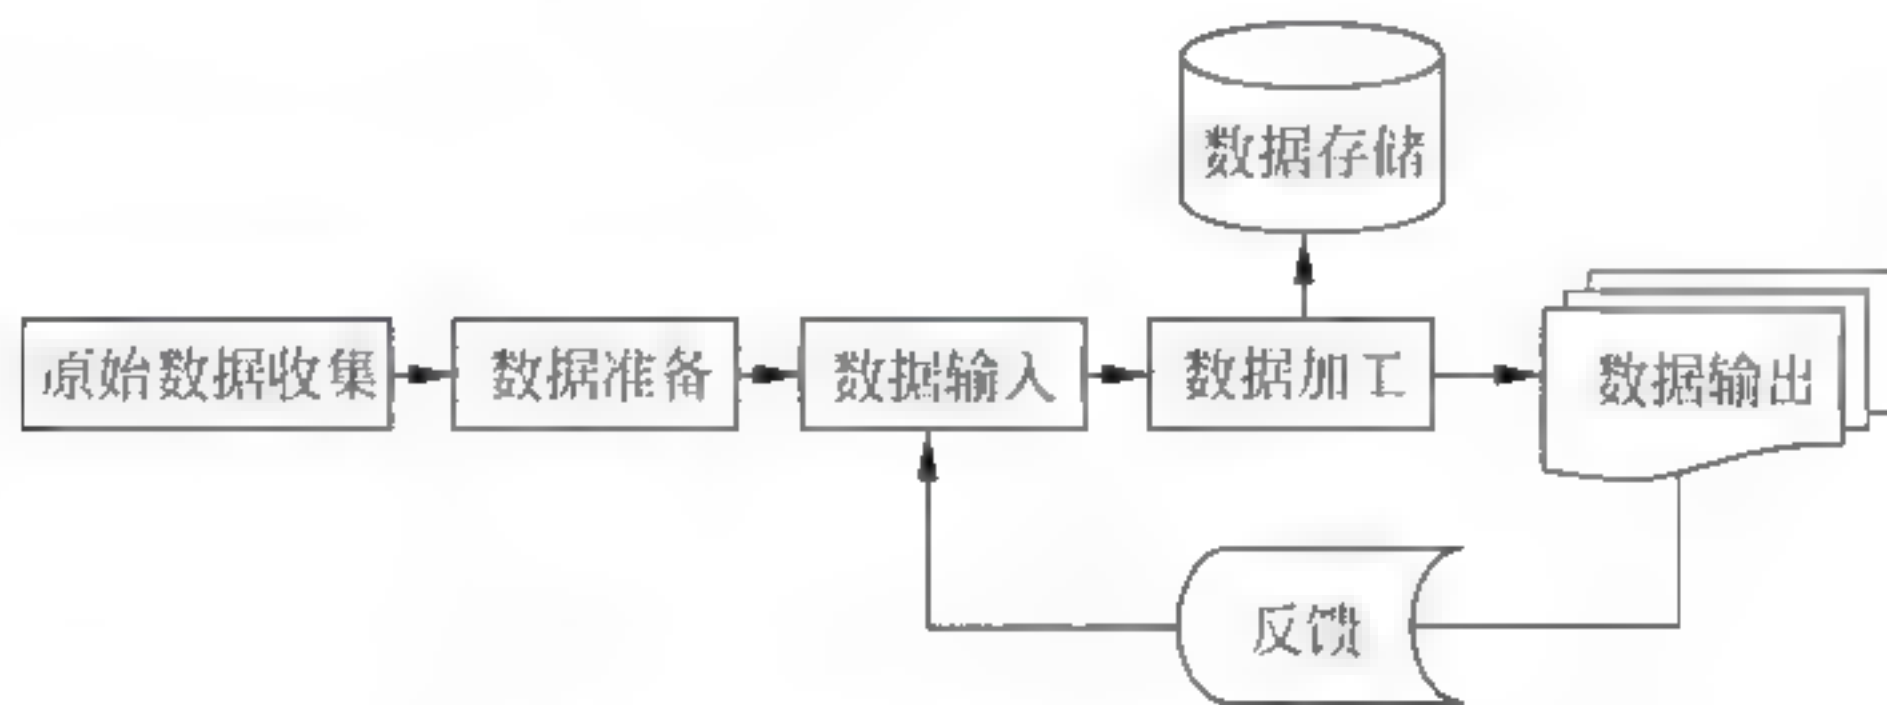 数据存储
原始数据收集
数据准备
数据输入
数据加工
数据输出
反馈